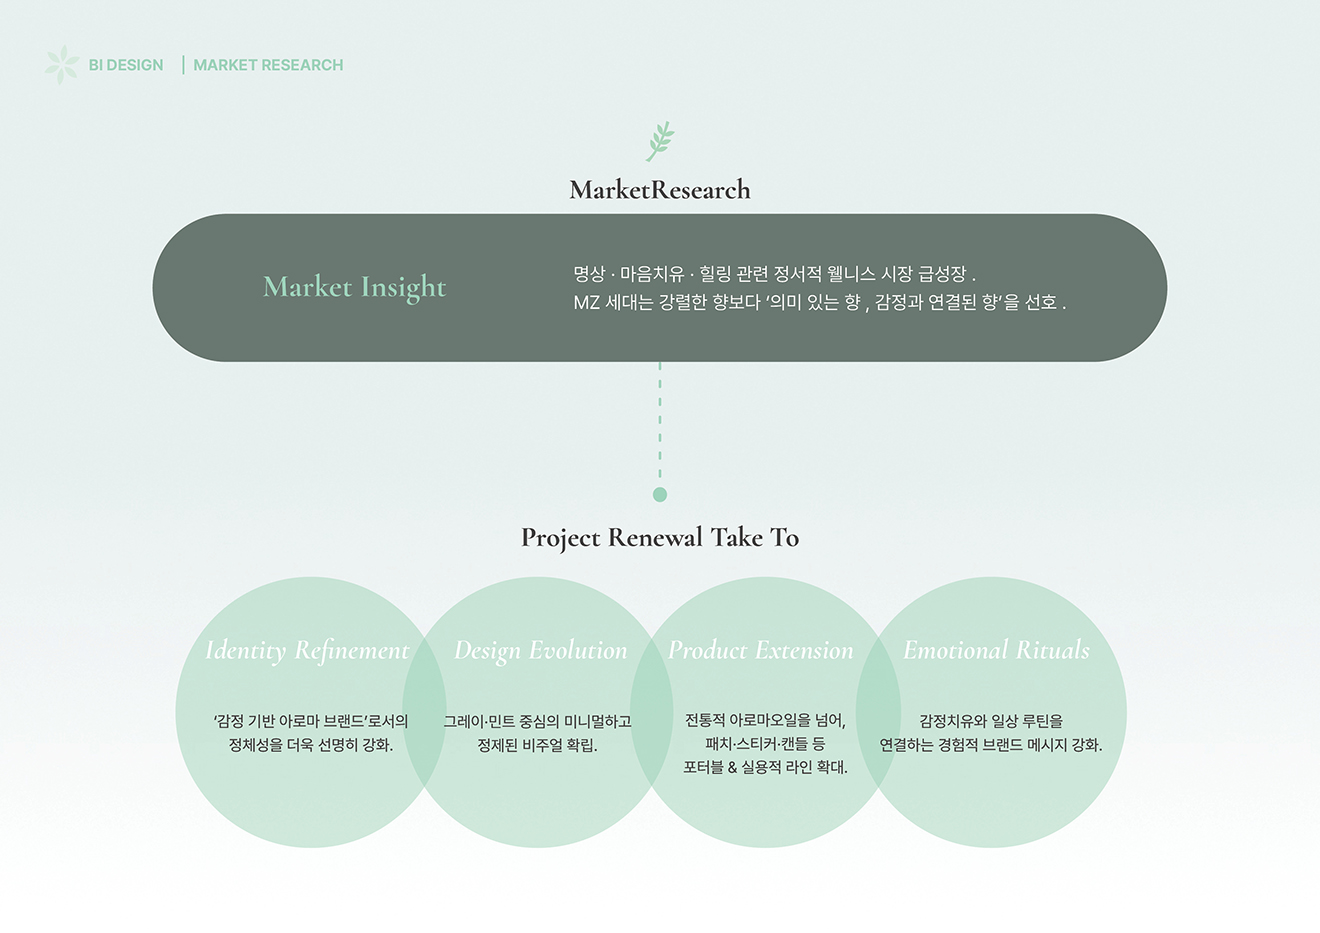 BI DESIGN | MARKET RESEARCH
MarketResearch
Market Insight
명상 · 마음치유 · 힐링 관련 정서적 웰니스 시장 급성장 .
MZ 세대는 강렬한 향보다 ‘의미 있는 향 , 감정과 연결된 향’을 선호 .
Project Renewal Take To
Identity Refinement
‘감정 기반 아로마 브랜드’로서의
정체성을 더욱 선명히 강화.
Design Evolution
그레이·민트 중심의 미니멀하고
정제된 비주얼 확립.
Product Extension
전통적 아로마오일을 넘어,
패치·스티커·캔들 등
포터블 & 실용적 라인 확대.
Emotional Rituals
감정치유와 일상 루틴을
연결하는 경험적 브랜드 메시지 강화.